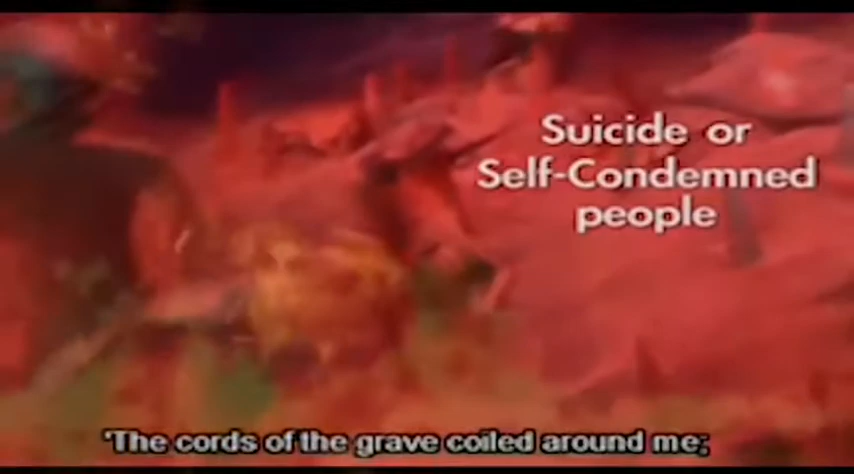 Suicide or
Self-Condemned
people
'The cords of the grave coiled around me;